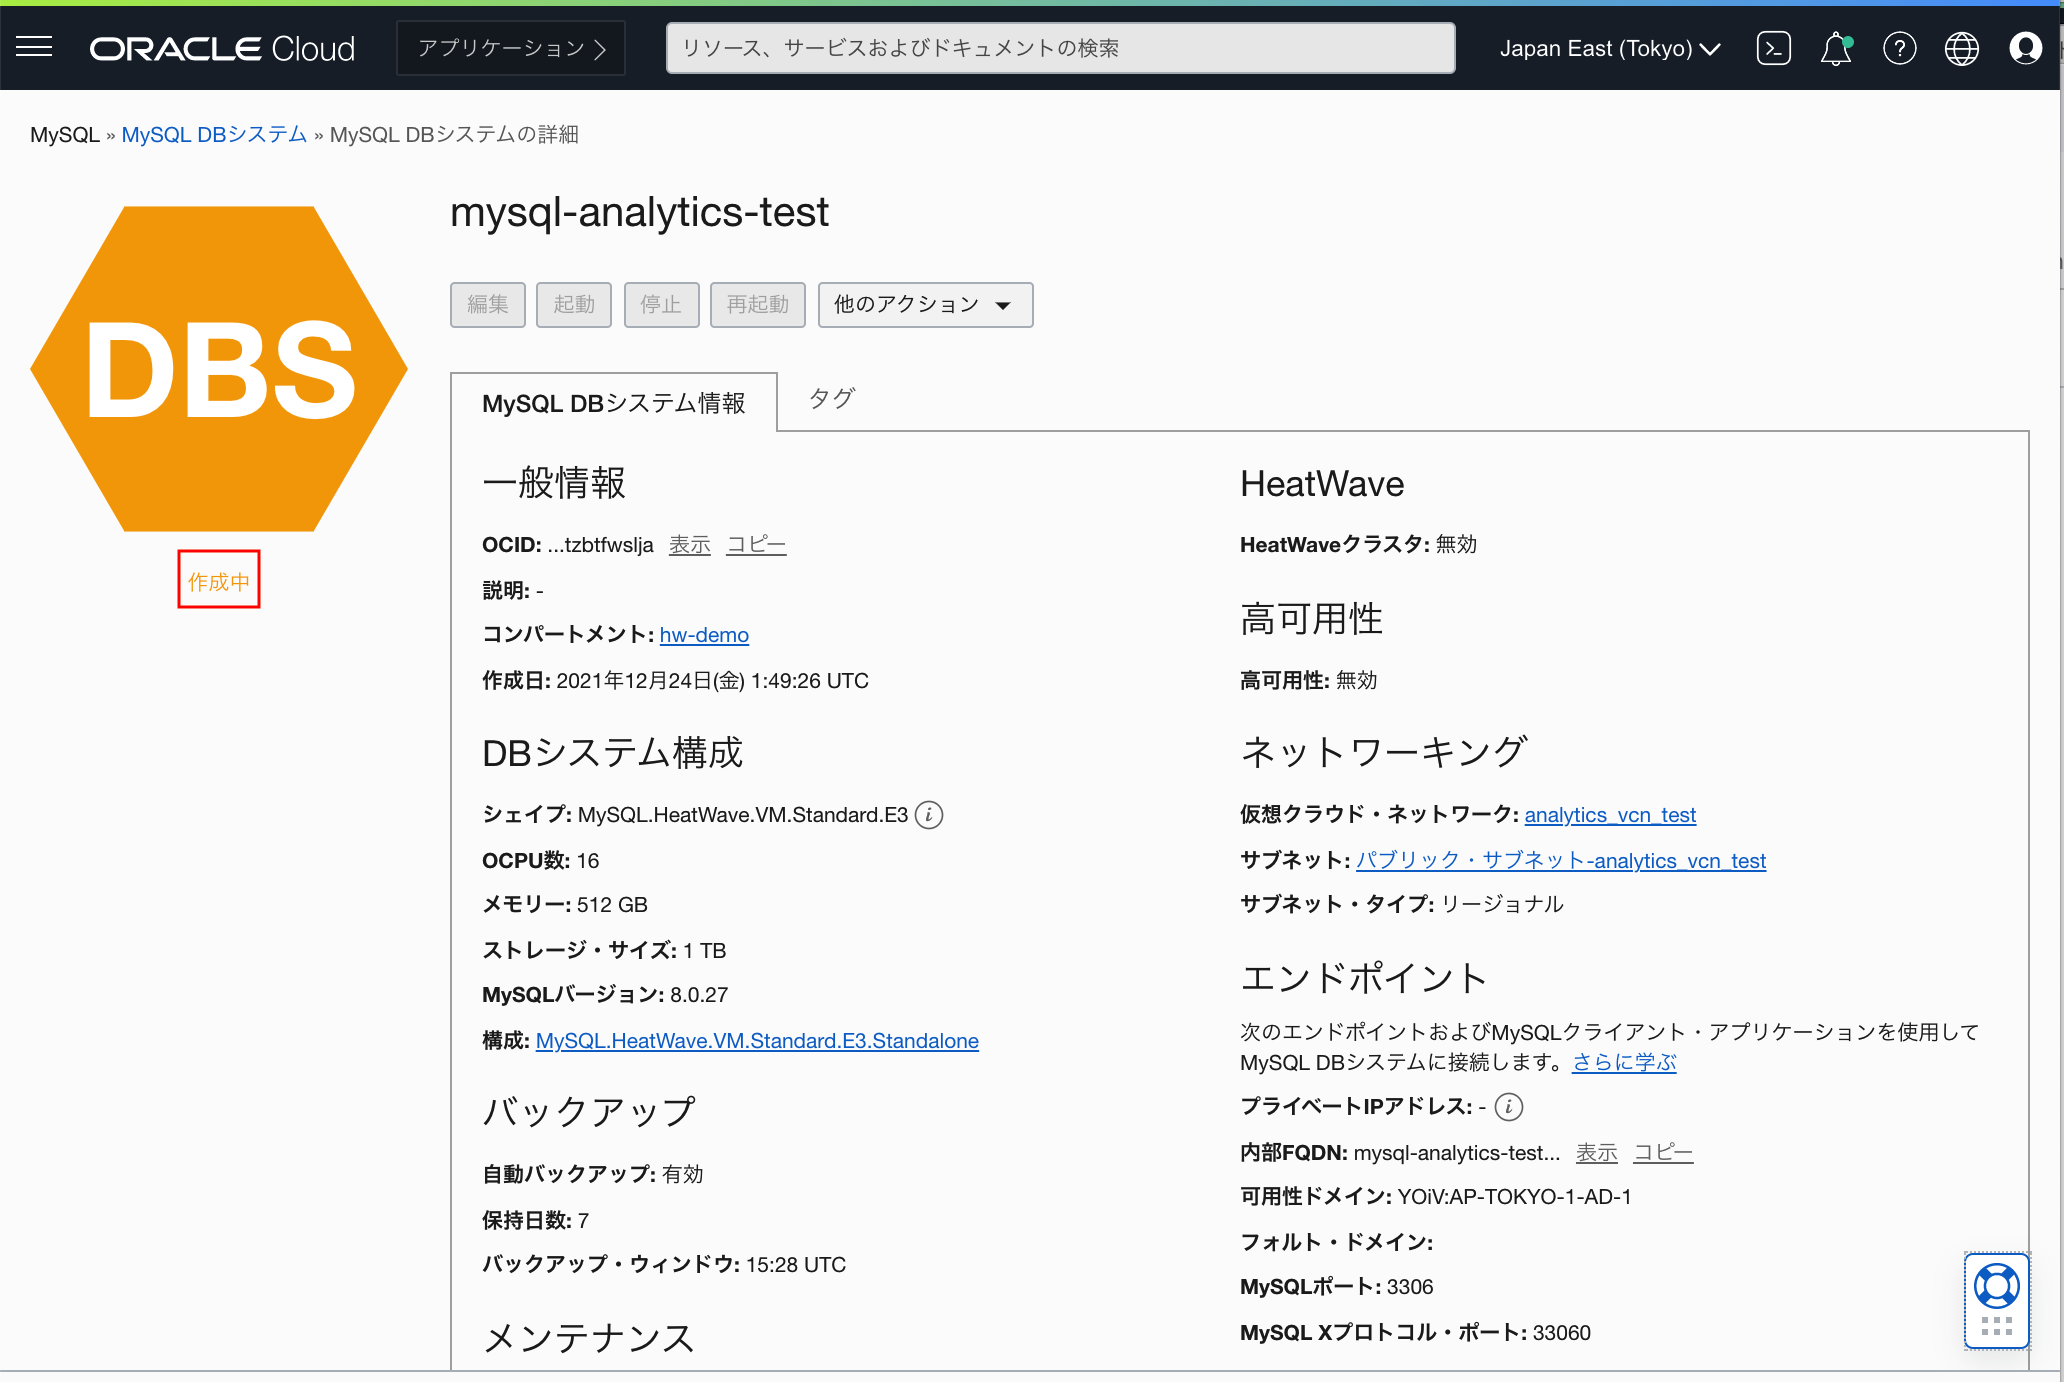 ORACLE Cloud
アプリケーション
リソース、サービスおよびドキュメントの検索
Japan East (Tokyo)
MySQL » MySQL DBシステム » MySQL DBシステムの詳細
DBS
作成中
mysql-analytics-test
編集 起動 停止 再起動 他のアクション
MySQL DBシステム情報 タグ
一般情報
OCID: ...tzbtfwslja 表示 コピー
説明: -
コンパートメント: hw-demo
作成日: 2021年12月24日(金) 1:49:26 UTC
DBシステム構成
シェイプ: MySQL.HeatWave.VM.Standard.E3
OCPU数: 16
メモリー: 512 GB
ストレージ・サイズ: 1 TB
MySQLバージョン: 8.0.27
構成: MySQL.HeatWave.VM.Standard.E3.Standalone
バックアップ
自動バックアップ: 有効
保持日数: 7
バックアップ・ウィンドウ: 15:28 UTC
メンテナンス
HeatWave
HeatWaveクラスタ: 無効
高可用性
高可用性: 無効
ネットワーキング
仮想クラウド・ネットワーク: analytics_vcn_test
サブネット: パブリック・サブネット-analytics_vcn_test
サブネット・タイプ: リージョナル
エンドポイント
次のエンドポイントおよびMySQLクライアント・アプリケーションを使用して
MySQL DBシステムに接続します。さらに学ぶ
プライベートIPアドレス: -
内部FQDN: mysql-analytics-test... 表示 コピー
可用性ドメイン: YOiV:AP-TOKYO-1-AD-1
フォルト・ドメイン:
MySQLポート: 3306
MySQL Xプロトコル・ポート: 33060